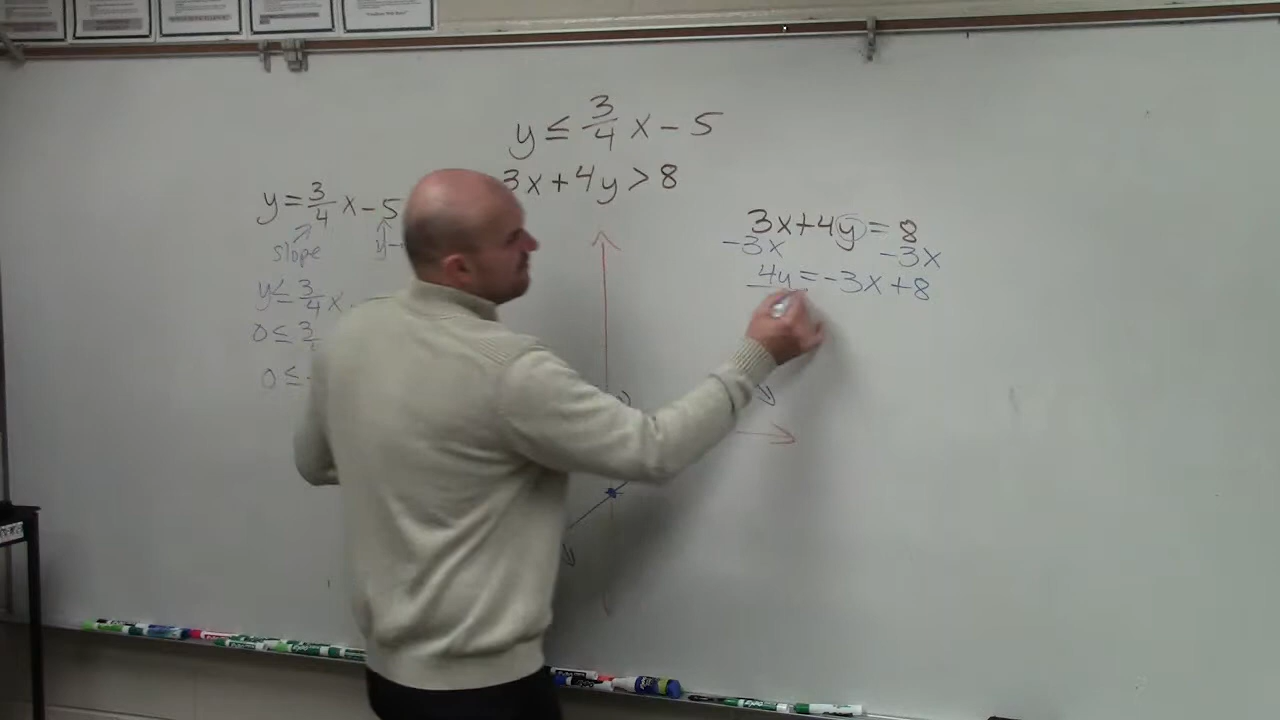 y ≤ 3/4 x - 5
3x + 4y > 8
y = 3/4 x - 5
slope
y ≤ 3/4 x
0 ≤ 3/
0 ≤ -
3x + 4y = 8
-3x -3x
4y = -3x + 8
EXPO